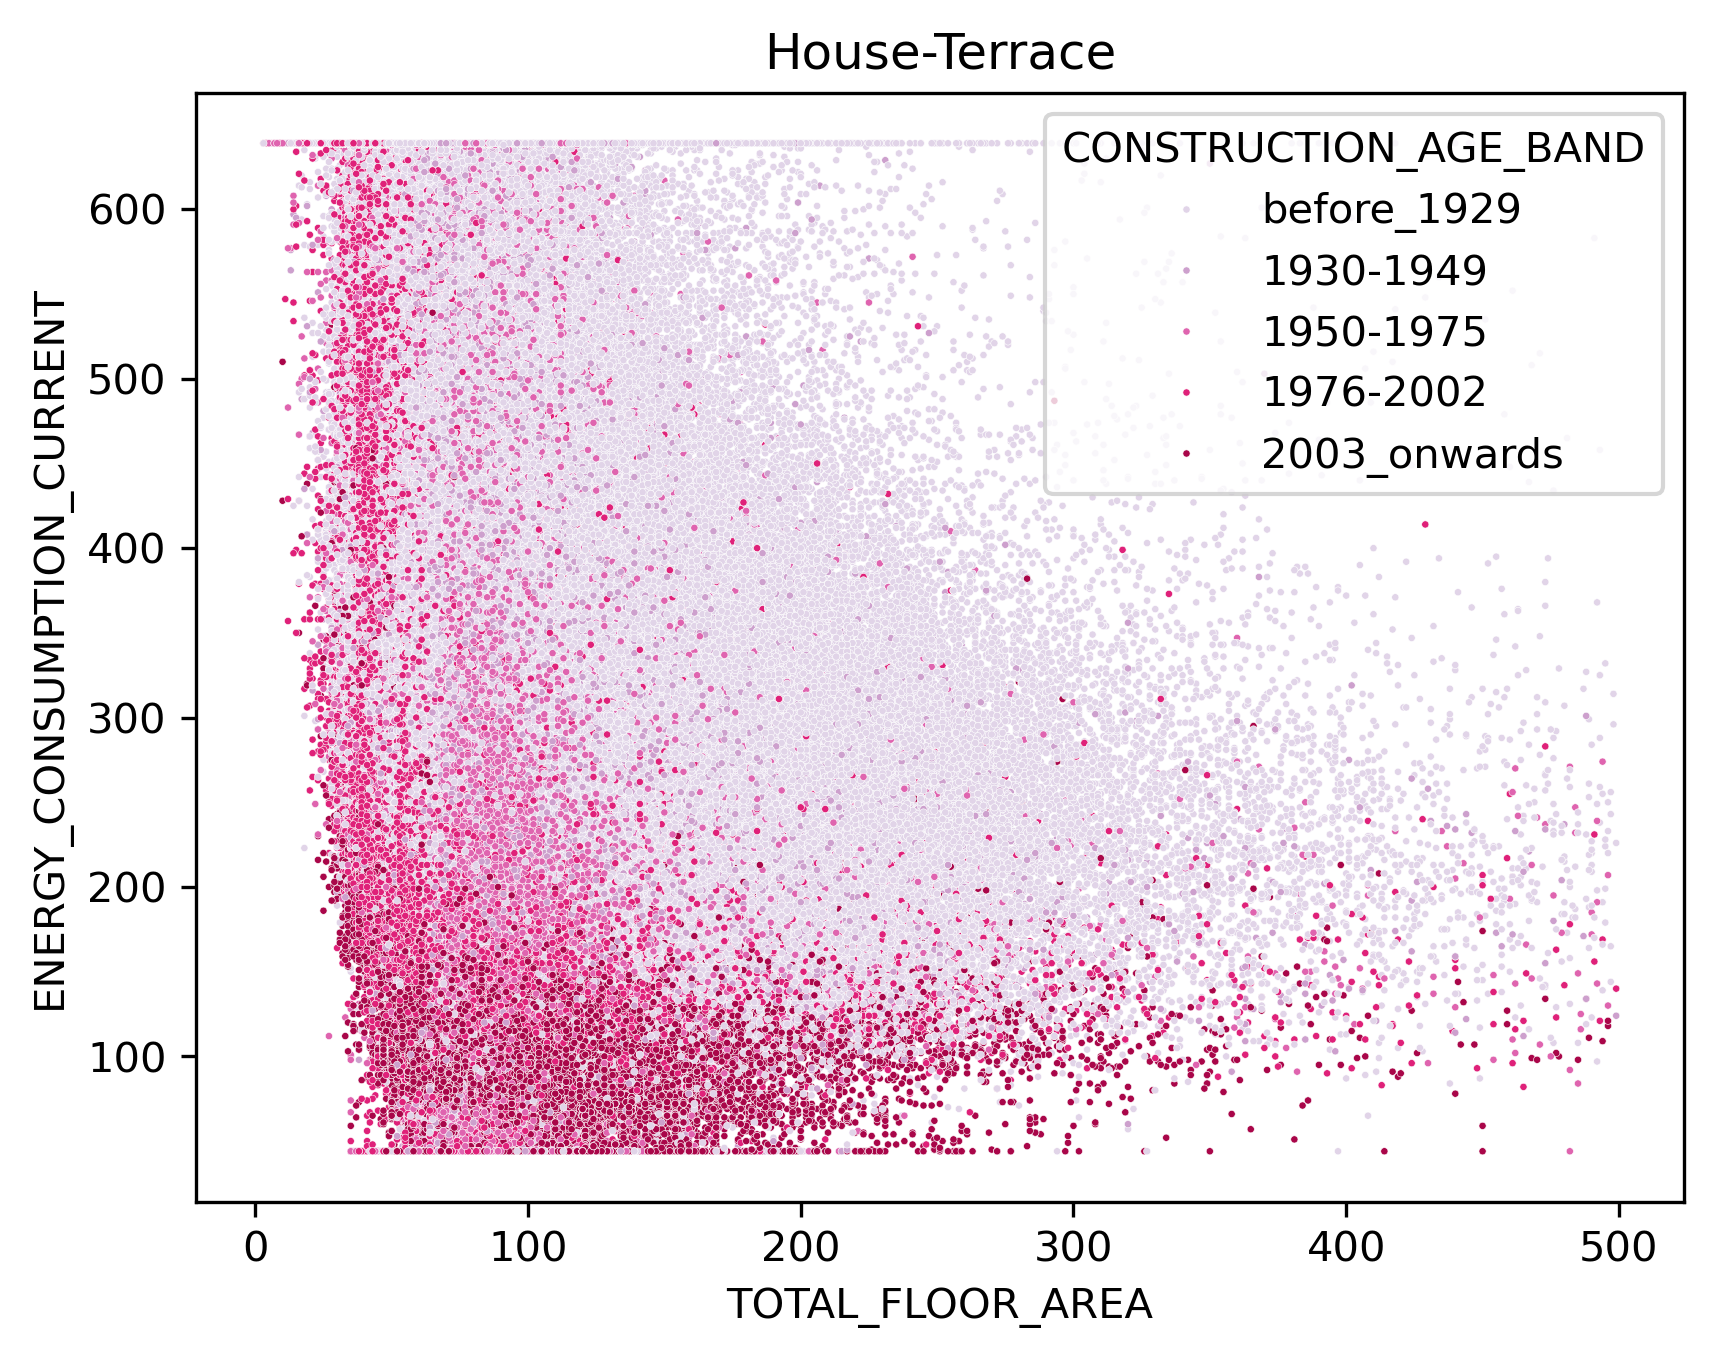 House-Terrace
CONSTRUCTION_AGE_BAND
before_1929
1930-1949
1950-1975
1976-2002
2003_onwards
ENERGY_CONSUMPTION_CURRENT
600
500
400
300
200
100
0 100 200 300 400 500
TOTAL_FLOOR_AREA